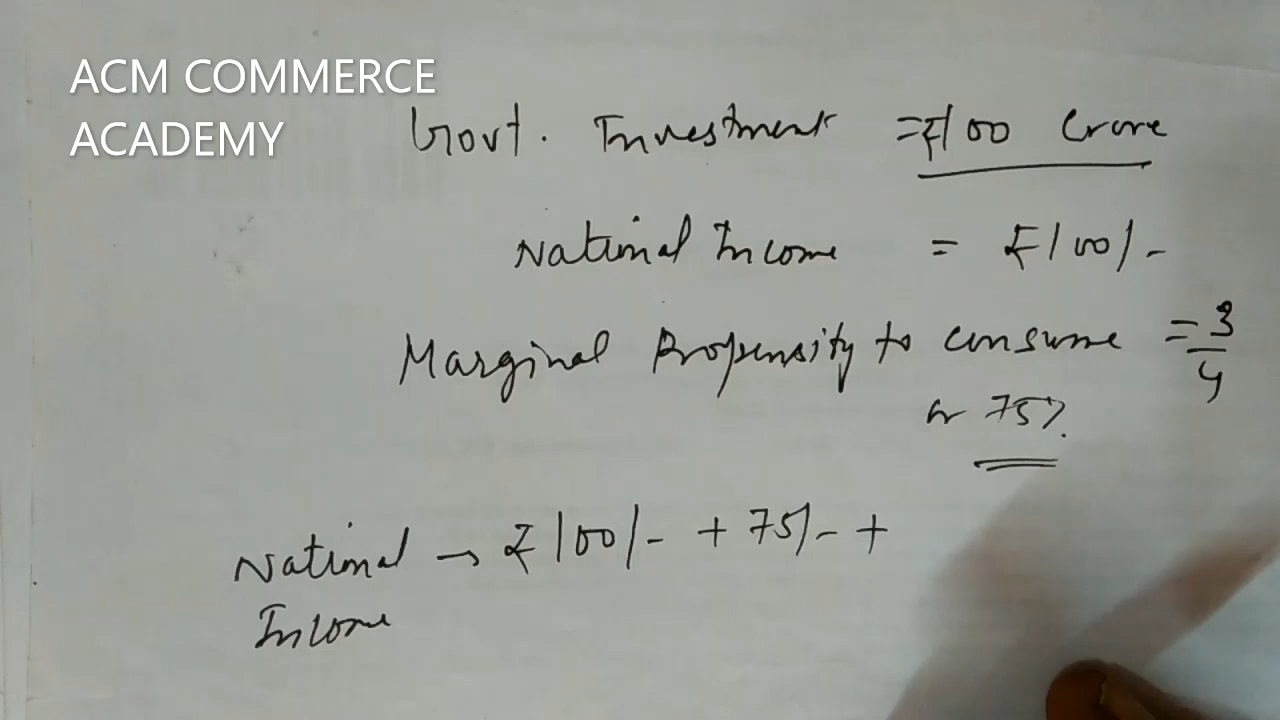 ACM COMMERCE
ACADEMY
Govt. Investment = ₹100 Crore
National Income = ₹100/-
Marginal Propensity to consume = 3/4
or 75%.
National → ₹100/- + 75/- +
Income